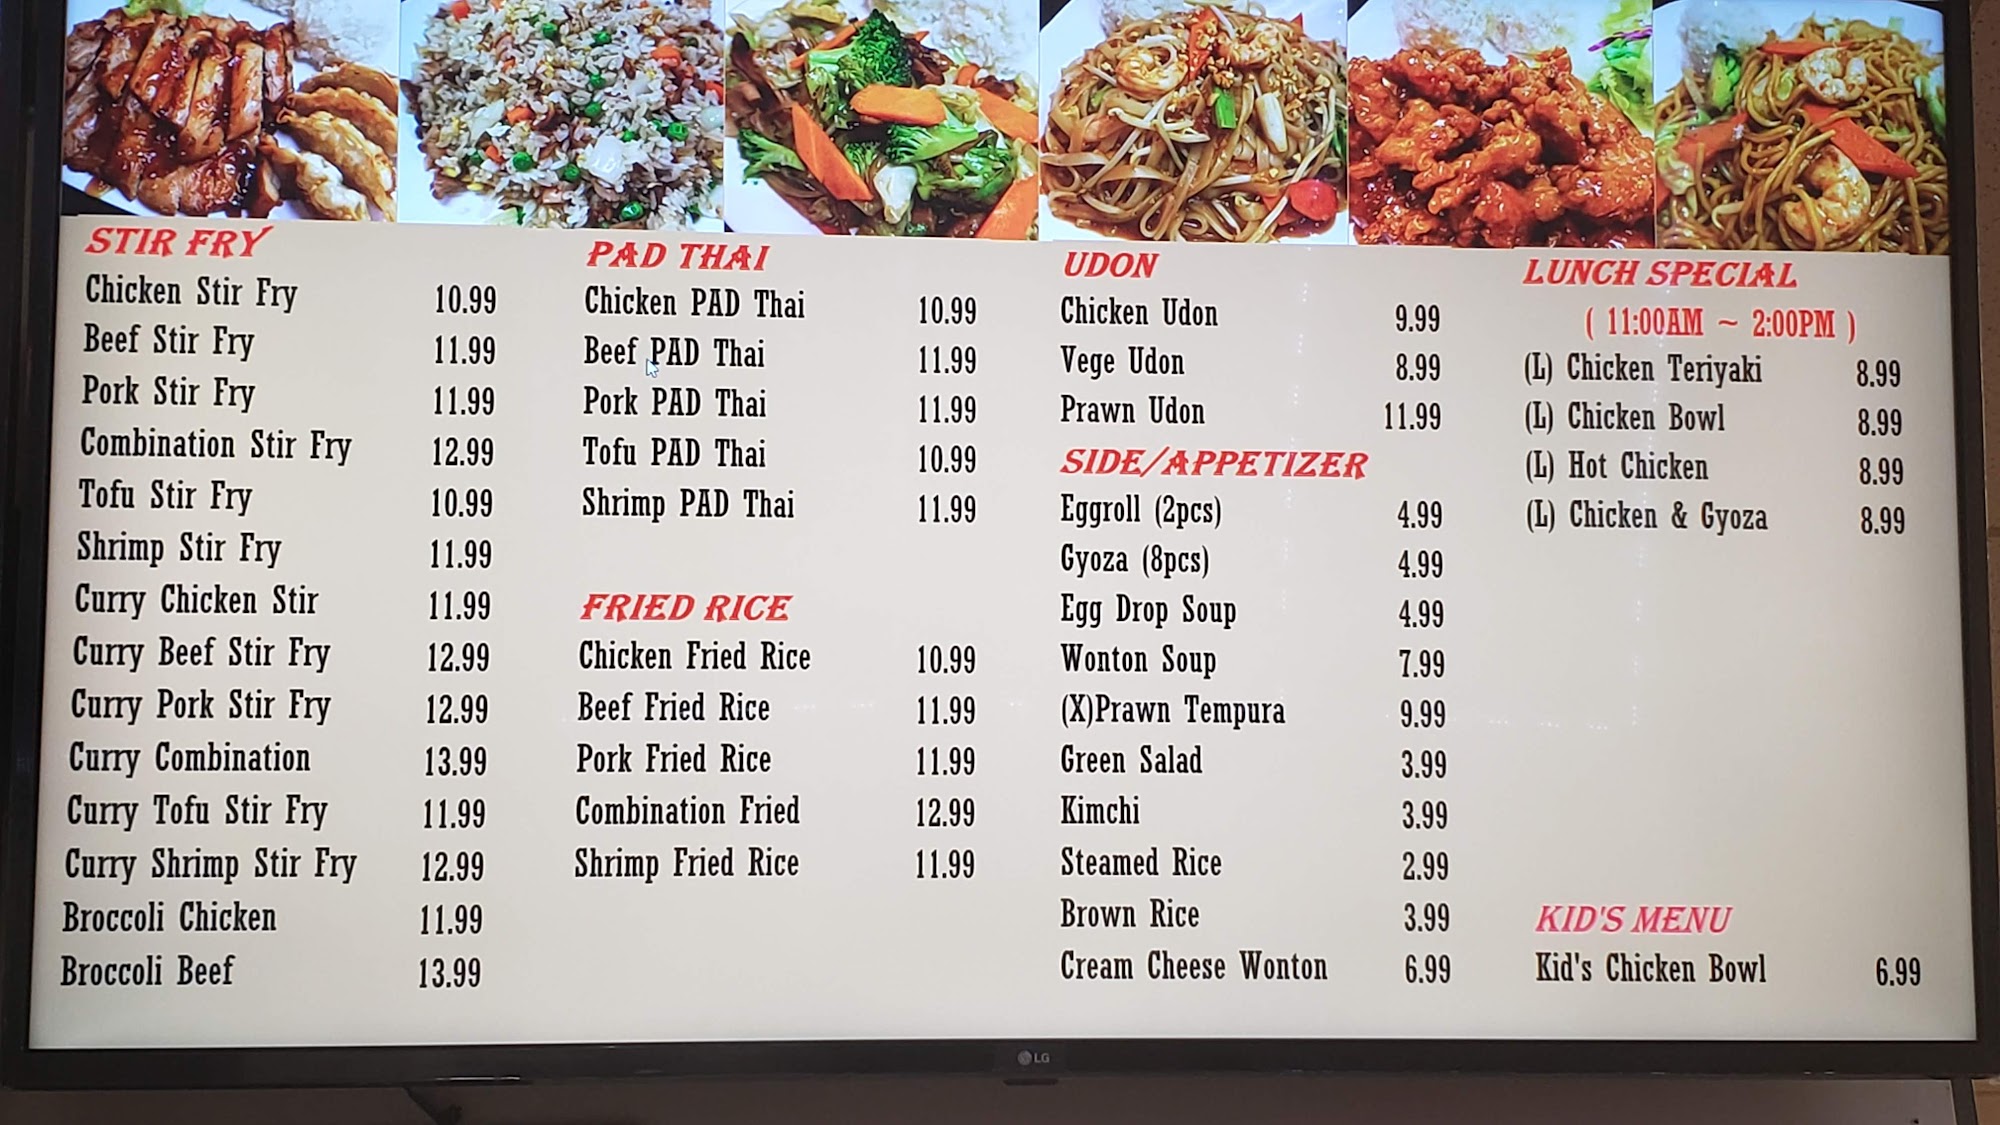 STIR FRY
Chicken Stir Fry 10.99
Beef Stir Fry 11.99
Pork Stir Fry 11.99
Combination Stir Fry 12.99
Tofu Stir Fry 10.99
Shrimp Stir Fry 11.99
Curry Chicken Stir 11.99
Curry Beef Stir Fry 12.99
Curry Pork Stir Fry 12.99
Curry Combination 13.99
Curry Tofu Stir Fry 11.99
Curry Shrimp Stir Fry 12.99
Broccoli Chicken 11.99
Broccoli Beef 13.99
PAD THAI
Chicken PAD Thai 10.99
Beef PAD Thai 11.99
Pork PAD Thai 11.99
Tofu PAD Thai 10.99
Shrimp PAD Thai 11.99
FRIED RICE
Chicken Fried Rice 10.99
Beef Fried Rice 11.99
Pork Fried Rice 11.99
Combination Fried 12.99
Shrimp Fried Rice 11.99
UDON
Chicken Udon 9.99
Vege Udon 8.99
Prawn Udon 11.99
SIDE/APPETIZER
Eggroll (2pcs) 4.99
Gyoza (8pcs) 4.99
Egg Drop Soup 4.99
Wonton Soup 7.99
(X)Prawn Tempura 9.99
Green Salad 3.99
Kimchi 3.99
Steamed Rice 2.99
Brown Rice 3.99
Cream Cheese Wonton 6.99
LUNCH SPECIAL
( 11:00AM ~ 2:00PM )
(L) Chicken Teriyaki 8.99
(L) Chicken Bowl 8.99
(L) Hot Chicken 8.99
(L) Chicken & Gyoza 8.99
KID'S MENU
Kid's Chicken Bowl 6.99
LG